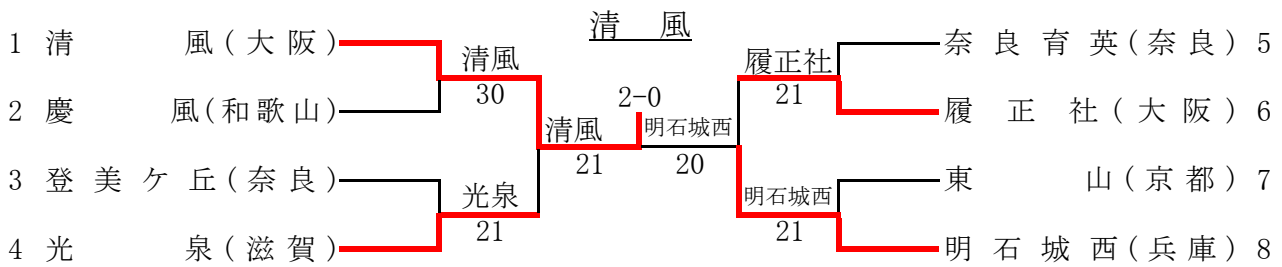 清 風
1 清 風(大阪)
奈良育英(奈良) 5
清風
30
履正社
21
2 慶 風(和歌山)
履正社(大阪) 6
2-0
清風
21
明石城西
20
3 登美ケ丘(奈良)
東 山(京都) 7
光泉
21
明石城西
21
4 光 泉(滋賀)
明石城西(兵庫) 8